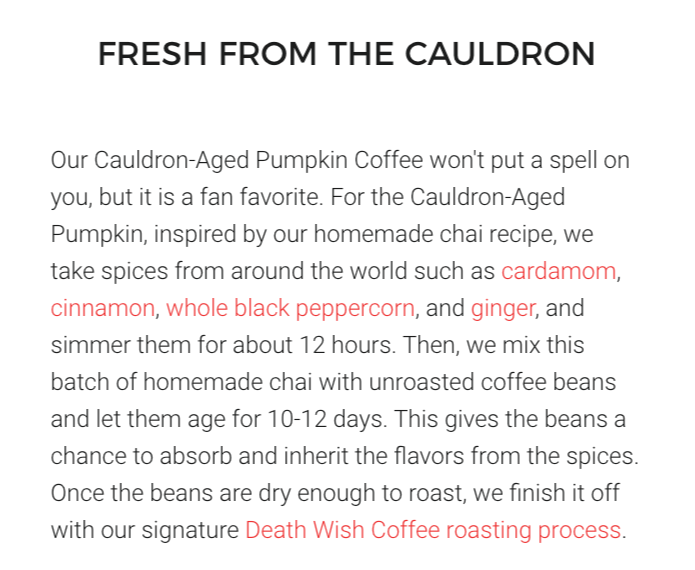 FRESH FROM THE CAULDRON
Our Cauldron-Aged Pumpkin Coffee won't put a spell on
you, but it is a fan favorite. For the Cauldron-Aged
Pumpkin, inspired by our homemade chai recipe, we
take spices from around the world such as cardamom,
cinnamon, whole black peppercorn, and ginger, and
simmer them for about 12 hours. Then, we mix this
batch of homemade chai with unroasted coffee beans
and let them age for 10-12 days. This gives the beans a
chance to absorb and inherit the flavors from the spices.
Once the beans are dry enough to roast, we finish it off
with our signature Death Wish Coffee roasting process.